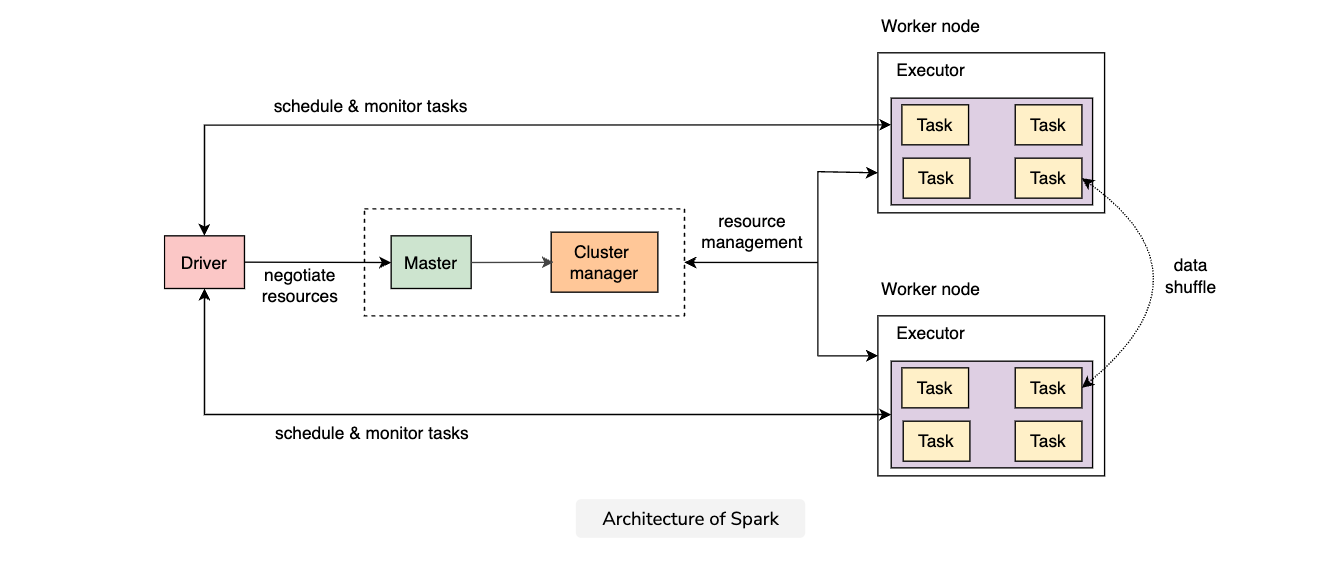 Worker node
Executor
schedule & monitor tasks
Task
Task
Task
Task
resource
management
Driver
negotiate
resources
Master
Cluster
manager
data
shuffle
Worker node
Executor
Task
Task
Task
Task
schedule & monitor tasks
Architecture of Spark